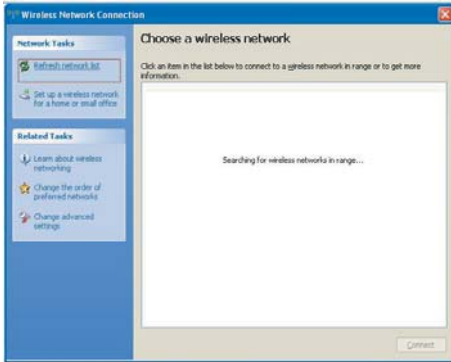 Wireless Network Connection
Network Tasks
Refresh network list
Set up a wireless network
for a home or small office
Related Tasks
Learn about wireless
networking
Change the order of
preferred networks
Change advanced
settings
Choose a wireless network
Click an item in the list below to connect to a wireless network in range or to get more
information.
Searching for wireless networks in range...
Connect